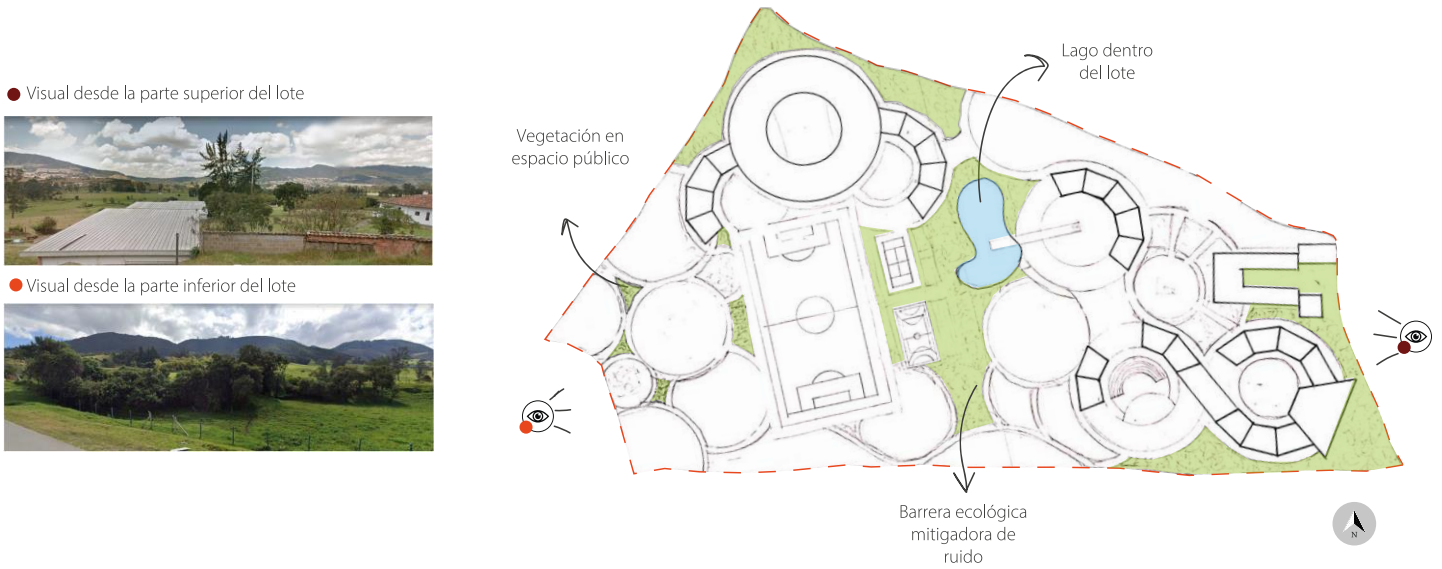 Visual desde la parte superior del lote
Visual desde la parte inferior del lote
Vegetación en
espacio público
Lago dentro
del lote
Barrera ecológica
mitigadora de
ruido
N